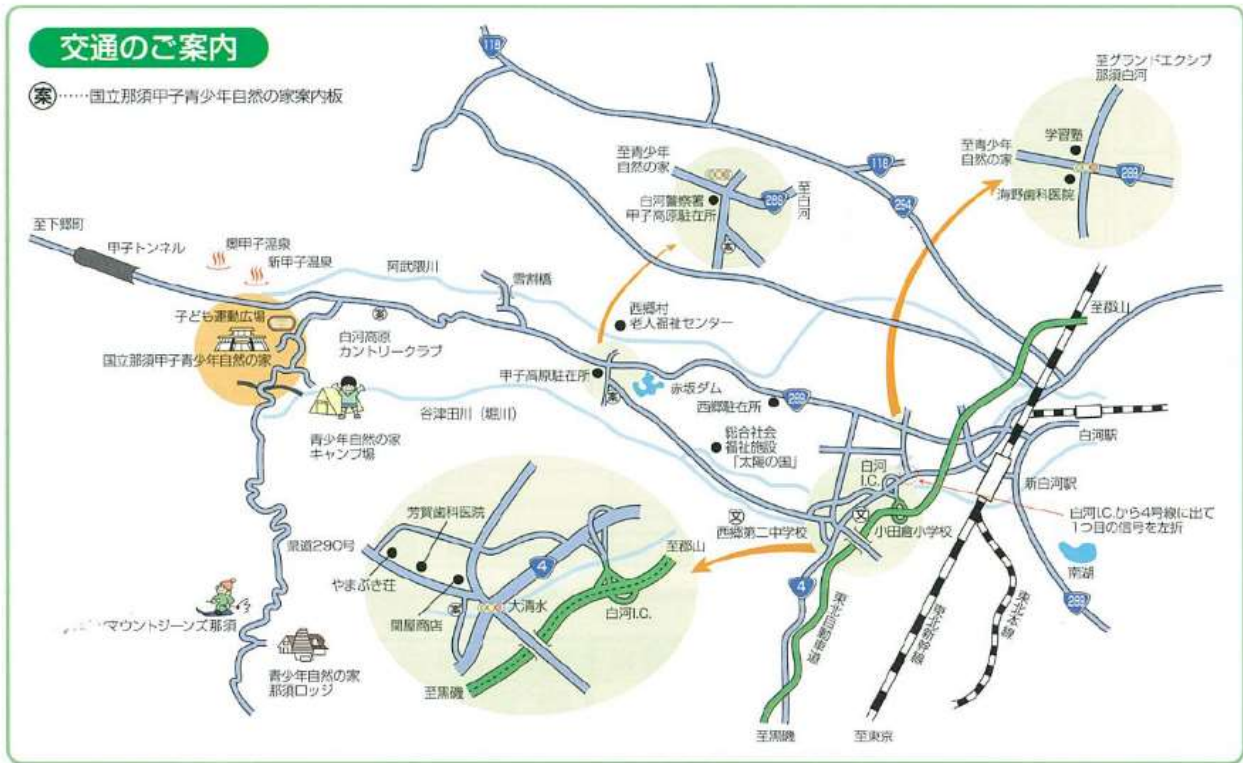 交通のご案内
案……国立那須甲子青少年自然の家案内板
118
至グランドエクシブ
那須白河
学習塾
至青少年
自然の家
289
海野歯科医院
至青少年
自然の家
白河警察署
甲子高原駐在所
289
至白河
案
118
294
至下郷町
甲子トンネル
奥甲子温泉
新甲子温泉
阿武隈川
雪割橋
子ども運動広場
国立那須甲子青少年自然の家
案
白河高原
カントリークラブ
西郷村
老人福祉センター
至郡山
甲子高原駐在所
案
赤坂ダム
西郷駐在所
289
谷津田川（堀川）
青少年自然の家
キャンプ場
総合社会
福祉施設
「太陽の国」
白河
I.C.
白河駅
新白河駅
文
西郷第二中学校
文
小田倉小学校
白河I.C.から4号線に出て
1つ目の信号を左折
南湖
289
4
東北自動車道
東北新幹線
東北本線
県道290号
芳賀歯科医院
やまぶき荘
関屋商店
案
大清水
4
至郡山
白河I.C.
至黒磯
マウントジーンズ那須
青少年自然の家
那須ロッジ
至黒磯
至東京